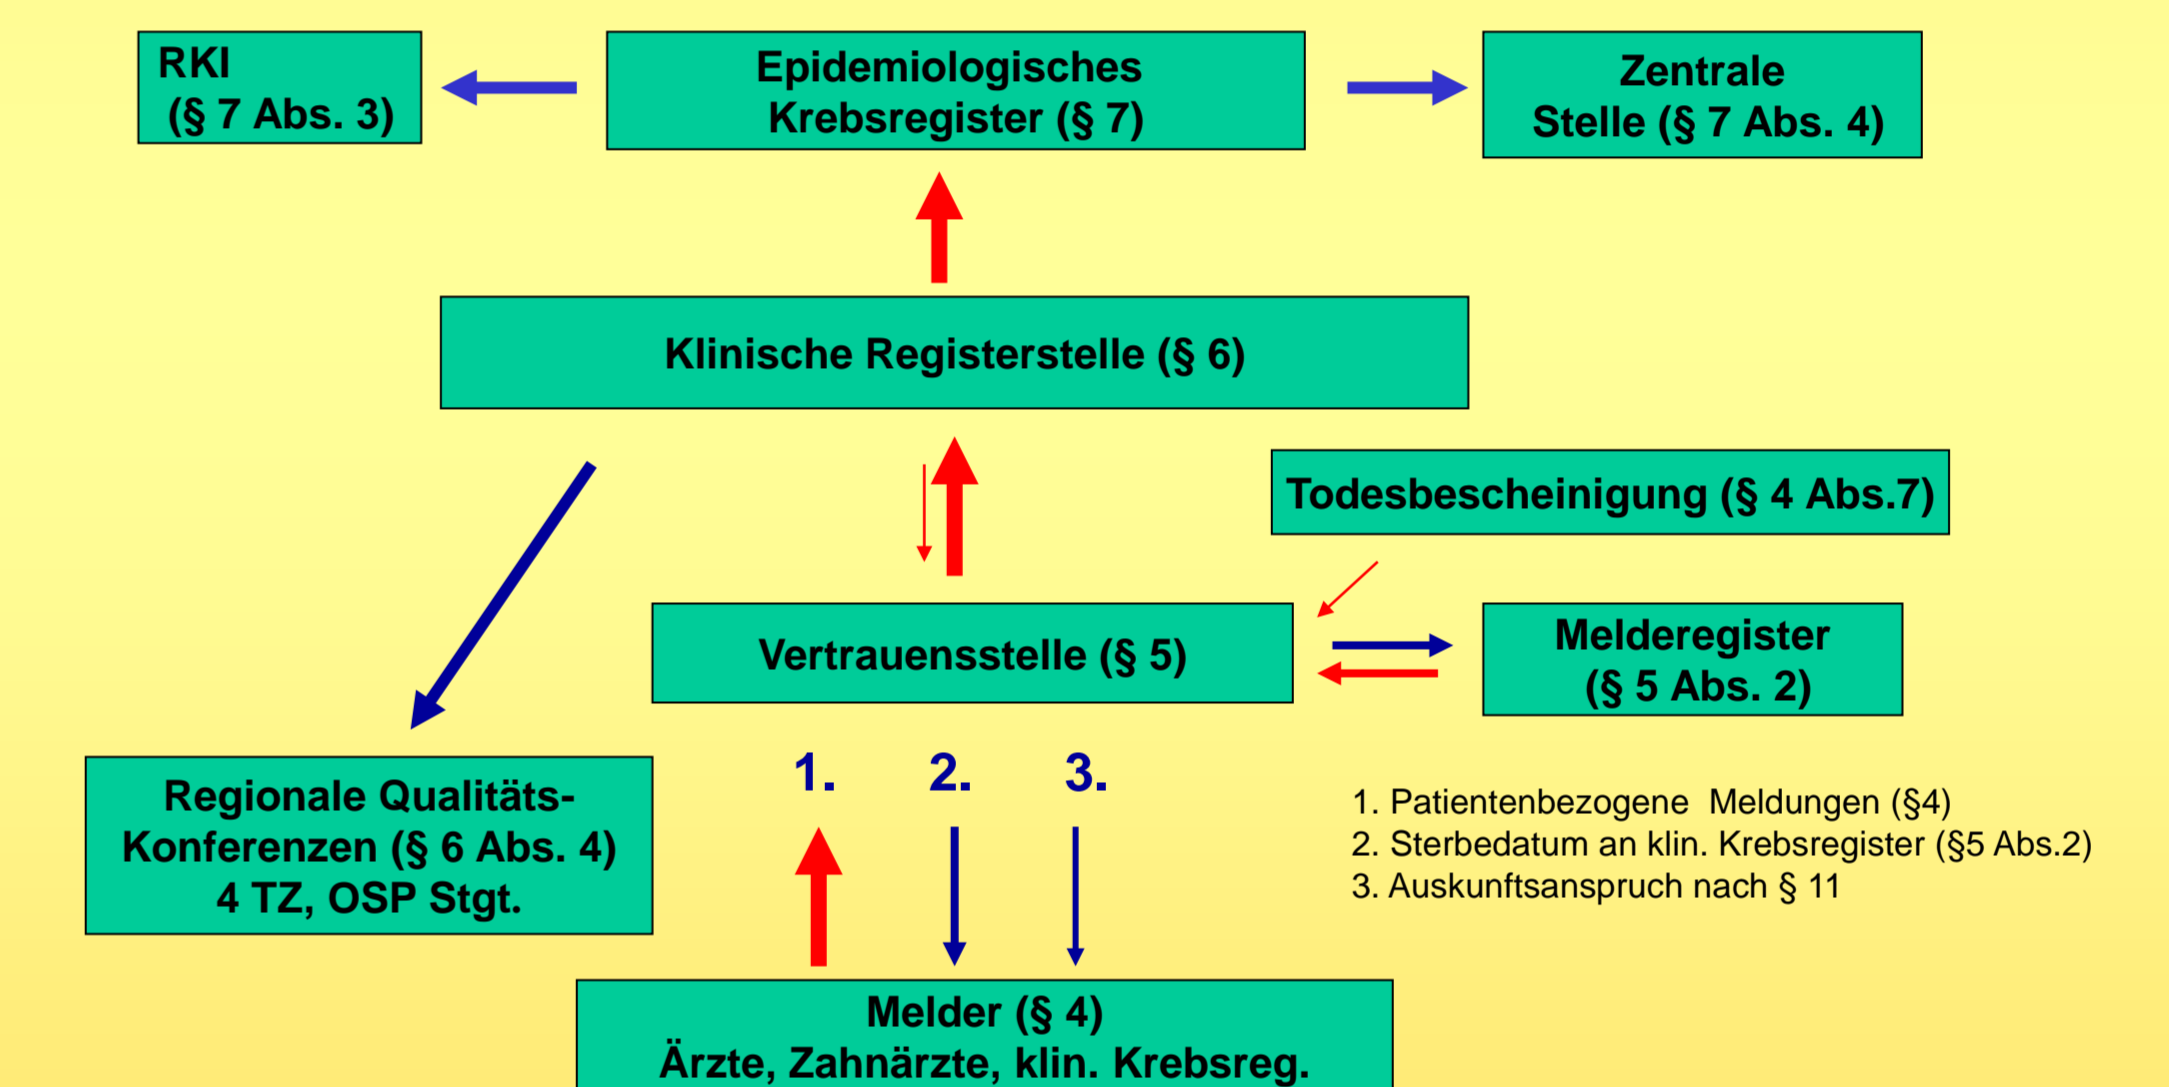 RKI
(§ 7 Abs. 3)
Epidemiologisches
Krebsregister (§ 7)
Zentrale
Stelle (§ 7 Abs. 4)
Klinische Registerstelle (§ 6)
Todesbescheinigung (§ 4 Abs.7)
Vertrauensstelle (§ 5)
Melderegister
(§ 5 Abs. 2)
1. 2. 3.
Regionale Qualitäts-
Konferenzen (§ 6 Abs. 4)
4 TZ, OSP Stgt.
1. Patientenbezogene Meldungen (§4)
2. Sterbedatum an klin. Krebsregister (§5 Abs.2)
3. Auskunftsanspruch nach § 11
Melder (§ 4)
Ärzte, Zahnärzte, klin. Krebsreg.